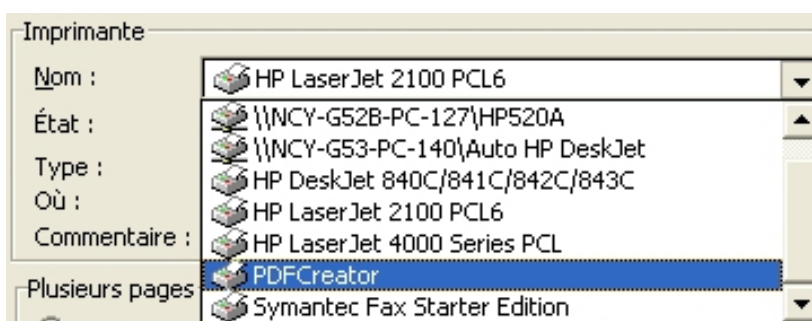 Imprimante
Nom : HP LaserJet 2100 PCL6
État : \\NCY-G52B-PC-127\HP520A
\\NCY-G53-PC-140\Auto HP DeskJet
Type : HP DeskJet 840C/841C/842C/843C
Où : HP LaserJet 2100 PCL6
Commentaire : HP LaserJet 4000 Series PCL
PDFCreator
Plusieurs pages
Symantec Fax Starter Edition